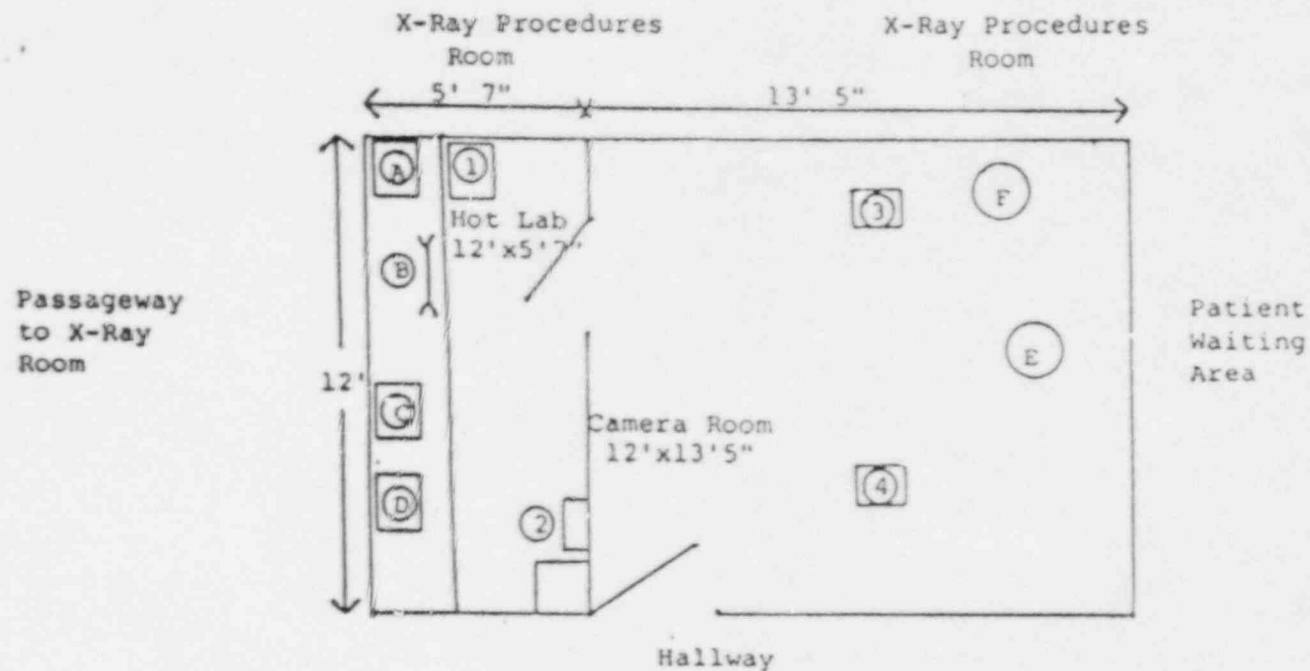 X-Ray Procedures
Room
X-Ray Procedures
Room
5' 7"
13' 5"
A
1
3
F
Hot Lab
12'x5'7"
B
Passageway
to X-Ray
Room
Patient
Waiting
Area
E
12'
C
Camera Room
12'x13'5"
4
D
2
Hallway